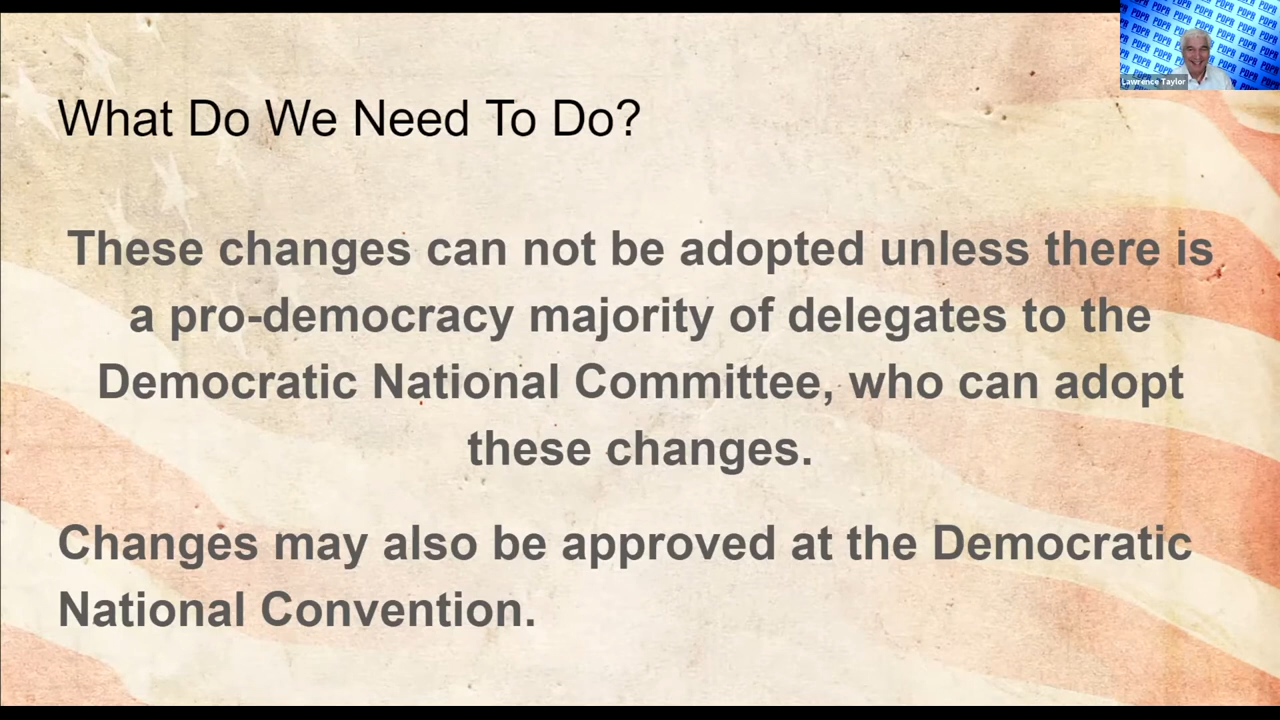 What Do We Need To Do?
These changes can not be adopted unless there is
a pro-democracy majority of delegates to the
Democratic National Committee, who can adopt
these changes.
Changes may also be approved at the Democratic
National Convention.
Lawrence Taylor